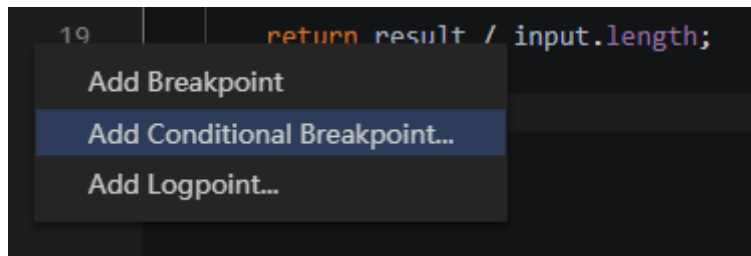 19 return result / input.length;
Add Breakpoint
Add Conditional Breakpoint...
Add Logpoint...